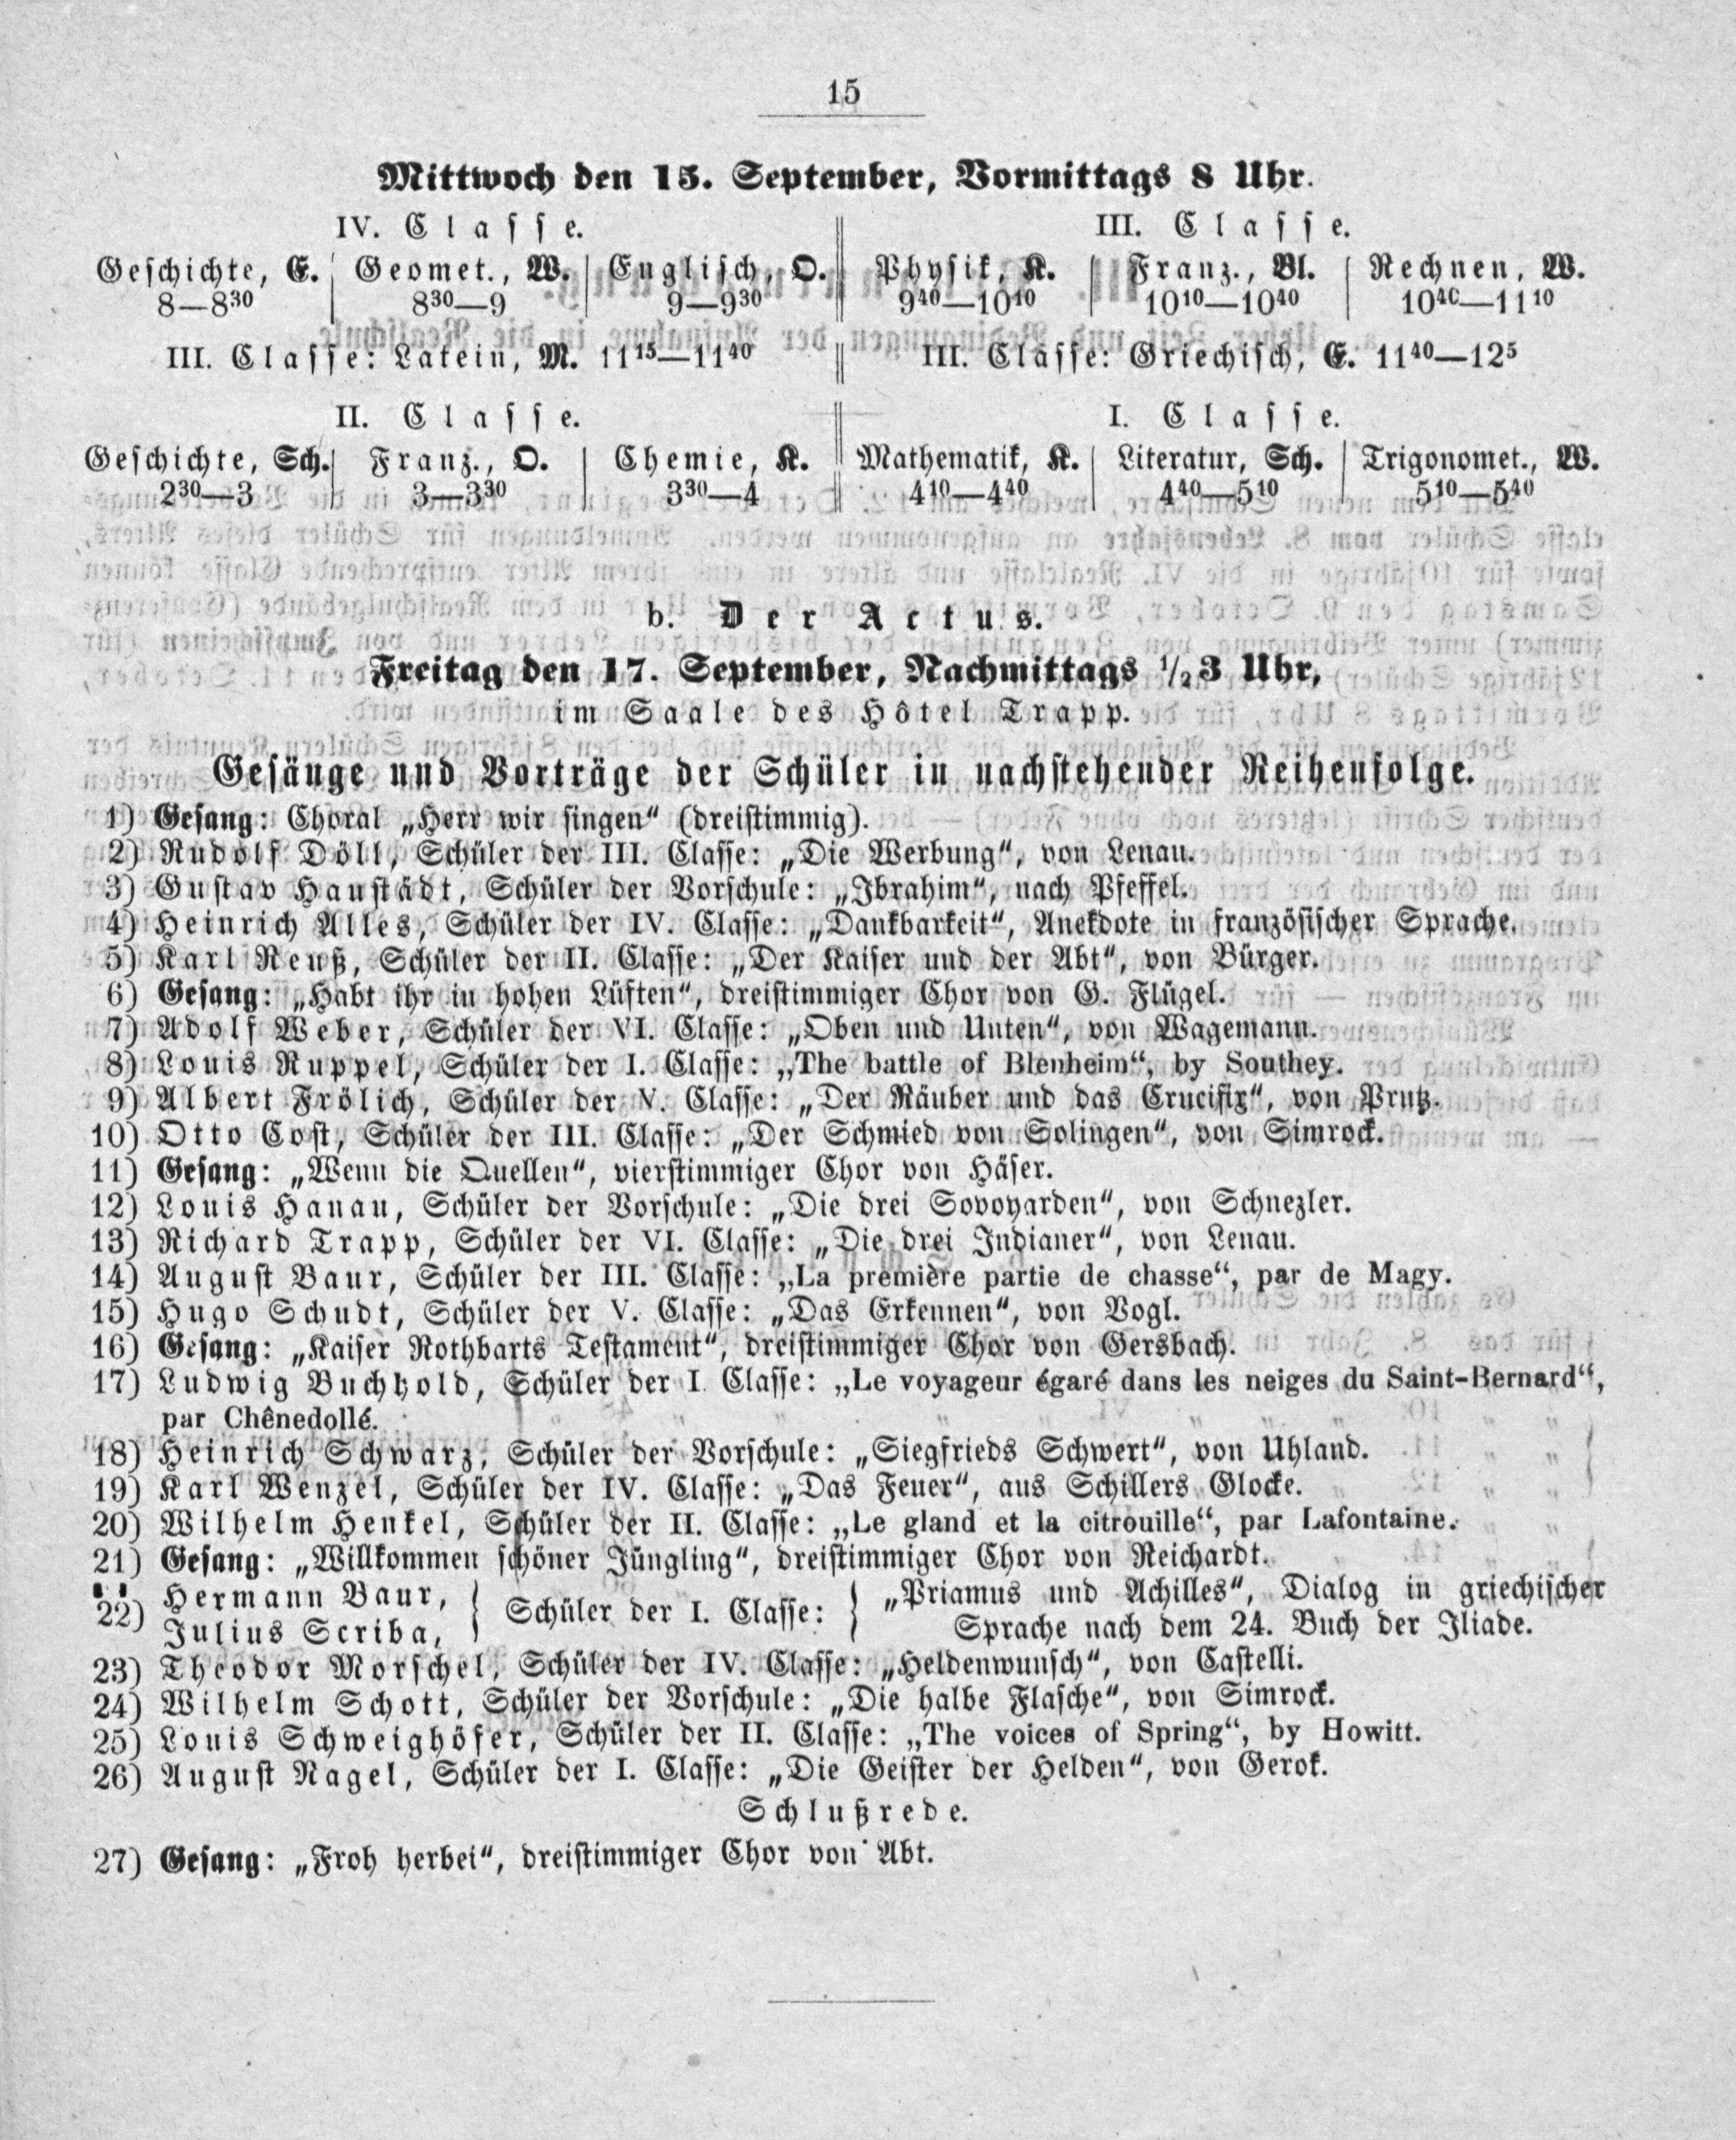 15
Mittwoch den 15. September, Vormittags 8 Uhr.
IV. Classe. III. Classe.
Geschichte, E. Geomet., W. Englisch, O. Physik, K. Franz., Bl. Rechnen, W.
8—8³⁰ 8³⁰—9 9—9³⁰ 9⁴⁰—10¹⁰ 10¹⁰—10⁴⁰ 10⁴⁰—11¹⁰
III. Classe: Latein, M. 11¹⁵—11⁴⁰ III. Classe: Griechisch, E. 11⁴⁰—12⁵
II. Classe. I. Classe.
Geschichte, Sch. Franz., O. Chemie, K. Mathematik, K. Literatur, Sch. Trigonomet., W.
2³⁰—3 3—3³⁰ 3³⁰—4 4¹⁰—4⁴⁰ 4⁴⁰—5¹⁰ 5¹⁰—5⁴⁰
b. Der Actus.
Freitag den 17. September, Nachmittags ½3 Uhr,
im Saale des Hôtel Trapp.
Gesänge und Vorträge der Schüler in nachstehender Reihenfolge.
1) Gesang: Choral „Herr wir singen“ (dreistimmig).
2) Rudolf Döll, Schüler der III. Classe: „Die Werbung“, von Lenau.
3) Gustav Haustädt, Schüler der Vorschule: „Ibrahim“, nach Pfeffel.
4) Heinrich Alles, Schüler der IV. Classe: „Dankbarkeit“, Anekdote in französischer Sprache.
5) Karl Reuß, Schüler der II. Classe: „Der Kaiser und der Abt“, von Bürger.
6) Gesang: „Habt ihr in hohen Lüften“, dreistimmiger Chor von G. Flügel.
7) Adolf Weber, Schüler der VI. Classe: „Oben und Unten“, von Wagemann.
8) Louis Ruppel, Schüler der I. Classe: „The battle of Blenheim“, by Southey.
9) Albert Frölich, Schüler der V. Classe: „Der Räuber und das Crucifix“, von Prutz.
10) Otto Cost, Schüler der III. Classe: „Der Schmied von Solingen“, von Simrock.
11) Gesang: „Wenn die Quellen“, vierstimmiger Chor von Häser.
12) Louis Hanau, Schüler der Vorschule: „Die drei Sovoyarden“, von Schnezler.
13) Richard Trapp, Schüler der VI. Classe: „Die drei Indianer“, von Lenau.
14) August Baur, Schüler der III. Classe: „La première partie de chasse“, par de Magy.
15) Hugo Schudt, Schüler der V. Classe: „Das Erkennen“, von Vogl.
16) Gesang: „Kaiser Rothbarts Testament“, dreistimmiger Chor von Gersbach.
17) Ludwig Buchhold, Schüler der I. Classe: „Le voyageur égaré dans les neiges du Saint-Bernard“,
par Chênedollé.
18) Heinrich Schwarz, Schüler der Vorschule: „Siegfrieds Schwert“, von Uhland.
19) Karl Wenzel, Schüler der IV. Classe: „Das Feuer“, aus Schillers Glocke.
20) Wilhelm Henkel, Schüler der II. Classe: „Le gland et la citrouille“, par Lafontaine.
21) Gesang: „Willkommen schöner Jüngling“, dreistimmiger Chor von Reichardt.
22) Hermann Baur, Julius Scriba, Schüler der I. Classe: „Priamus und Achilles“, Dialog in griechischer
Sprache nach dem 24. Buch der Iliade.
23) Theodor Morschel, Schüler der IV. Classe: „Heldenwunsch“, von Castelli.
24) Wilhelm Schott, Schüler der Vorschule: „Die halbe Flasche“, von Simrock.
25) Louis Schweighöfer, Schüler der II. Classe: „The voices of Spring“, by Howitt.
26) August Nagel, Schüler der I. Classe: „Die Geister der Helden“, von Gerok.
Schlußrede.
27) Gesang: „Froh herbei“, dreistimmiger Chor von Abt.